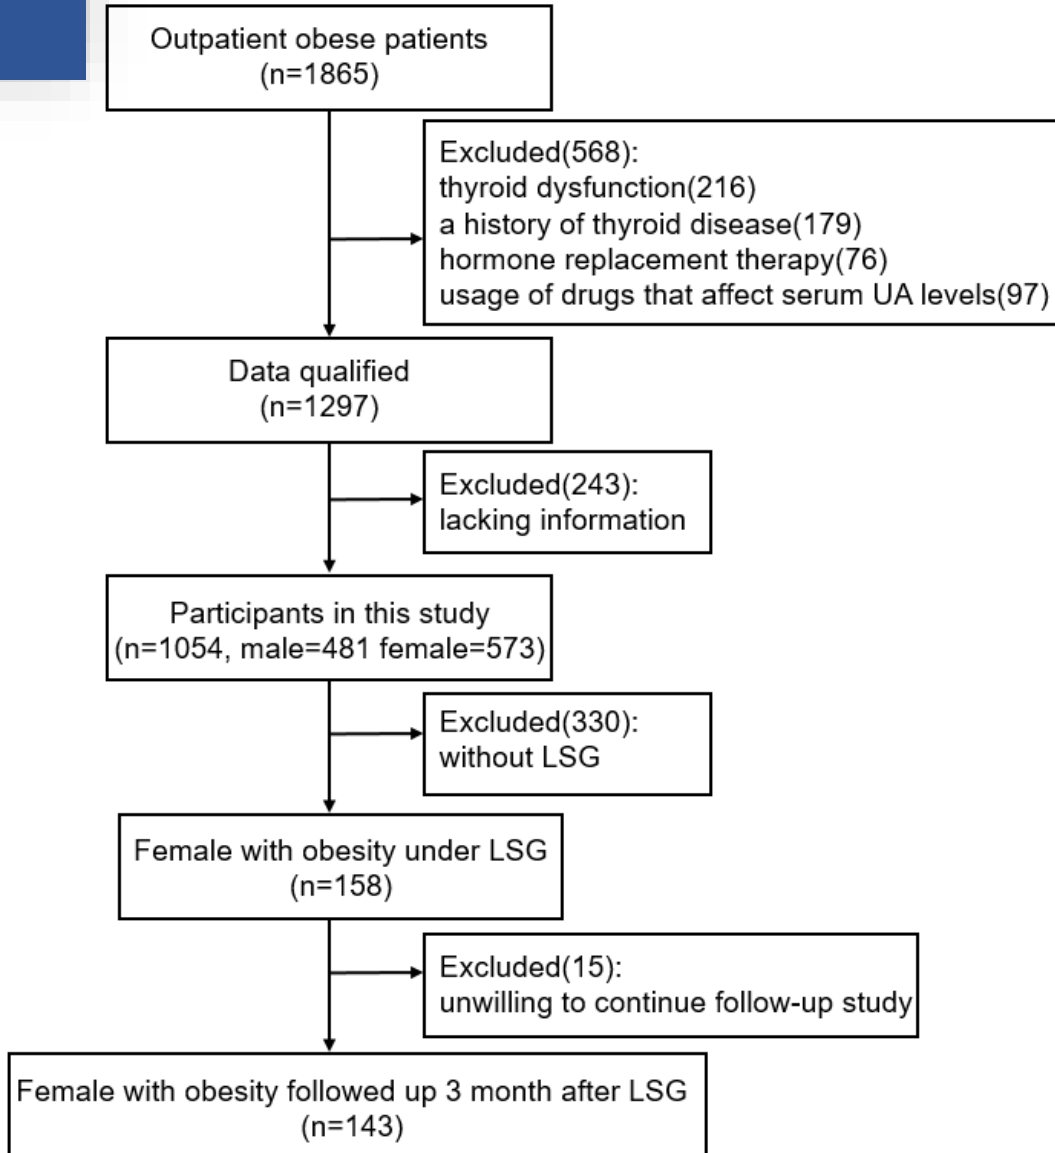 Outpatient obese patients
(n=1865)
Excluded(568):
thyroid dysfunction(216)
a history of thyroid disease(179)
hormone replacement therapy(76)
usage of drugs that affect serum UA levels(97)
Data qualified
(n=1297)
Excluded(243):
lacking information
Participants in this study
(n=1054, male=481 female=573)
Excluded(330):
without LSG
Female with obesity under LSG
(n=158)
Excluded(15):
unwilling to continue follow-up study
Female with obesity followed up 3 month after LSG
(n=143)